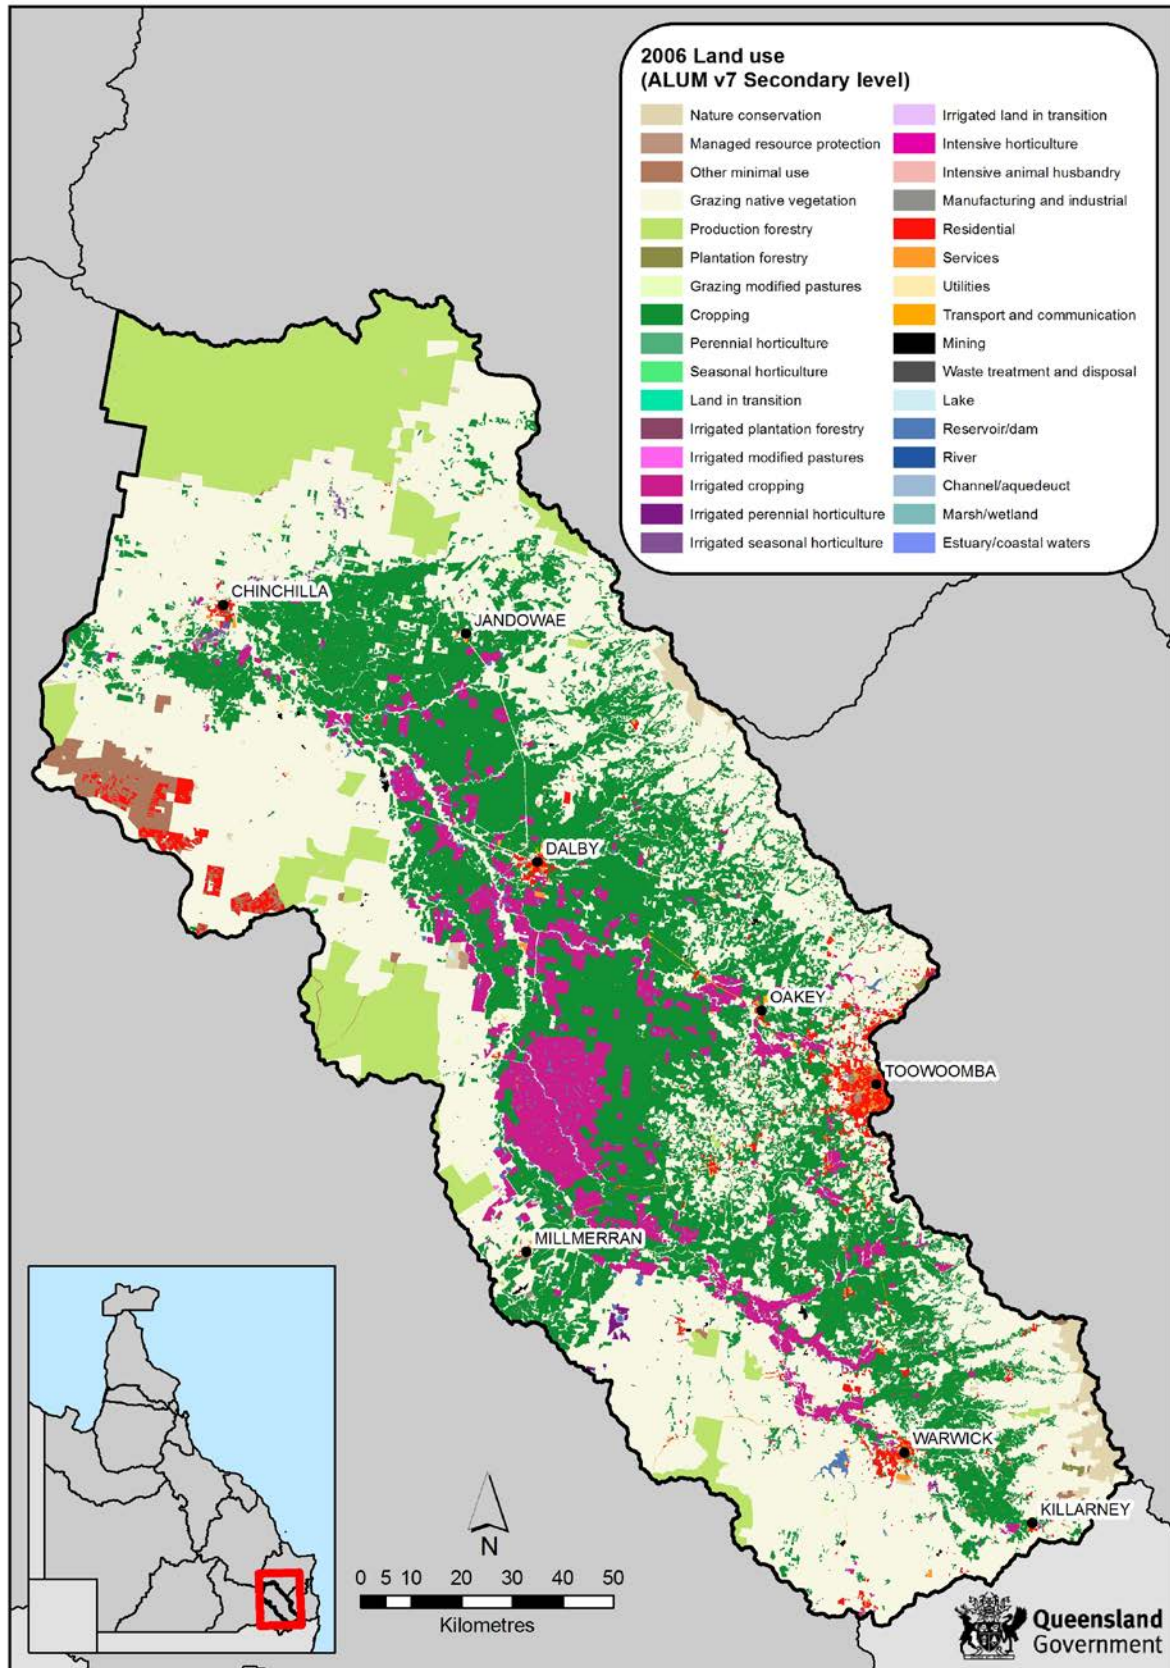 2006 Land use
(ALUM v7 Secondary level)
Nature conservation
Managed resource protection
Other minimal use
Grazing native vegetation
Production forestry
Plantation forestry
Grazing modified pastures
Cropping
Perennial horticulture
Seasonal horticulture
Land in transition
Irrigated plantation forestry
Irrigated modified pastures
Irrigated cropping
Irrigated perennial horticulture
Irrigated seasonal horticulture
Irrigated land in transition
Intensive horticulture
Intensive animal husbandry
Manufacturing and industrial
Residential
Services
Utilities
Transport and communication
Mining
Waste treatment and disposal
Lake
Reservoir/dam
River
Channel/aquedeuct
Marsh/wetland
Estuary/coastal waters
CHINCHILLA
JANDOWAE
DALBY
OAKEY
TOOWOOMBA
MILLMERRAN
WARWICK
KILLARNEY
N
0 5 10 20 30 40 50
Kilometres
Queensland
Government